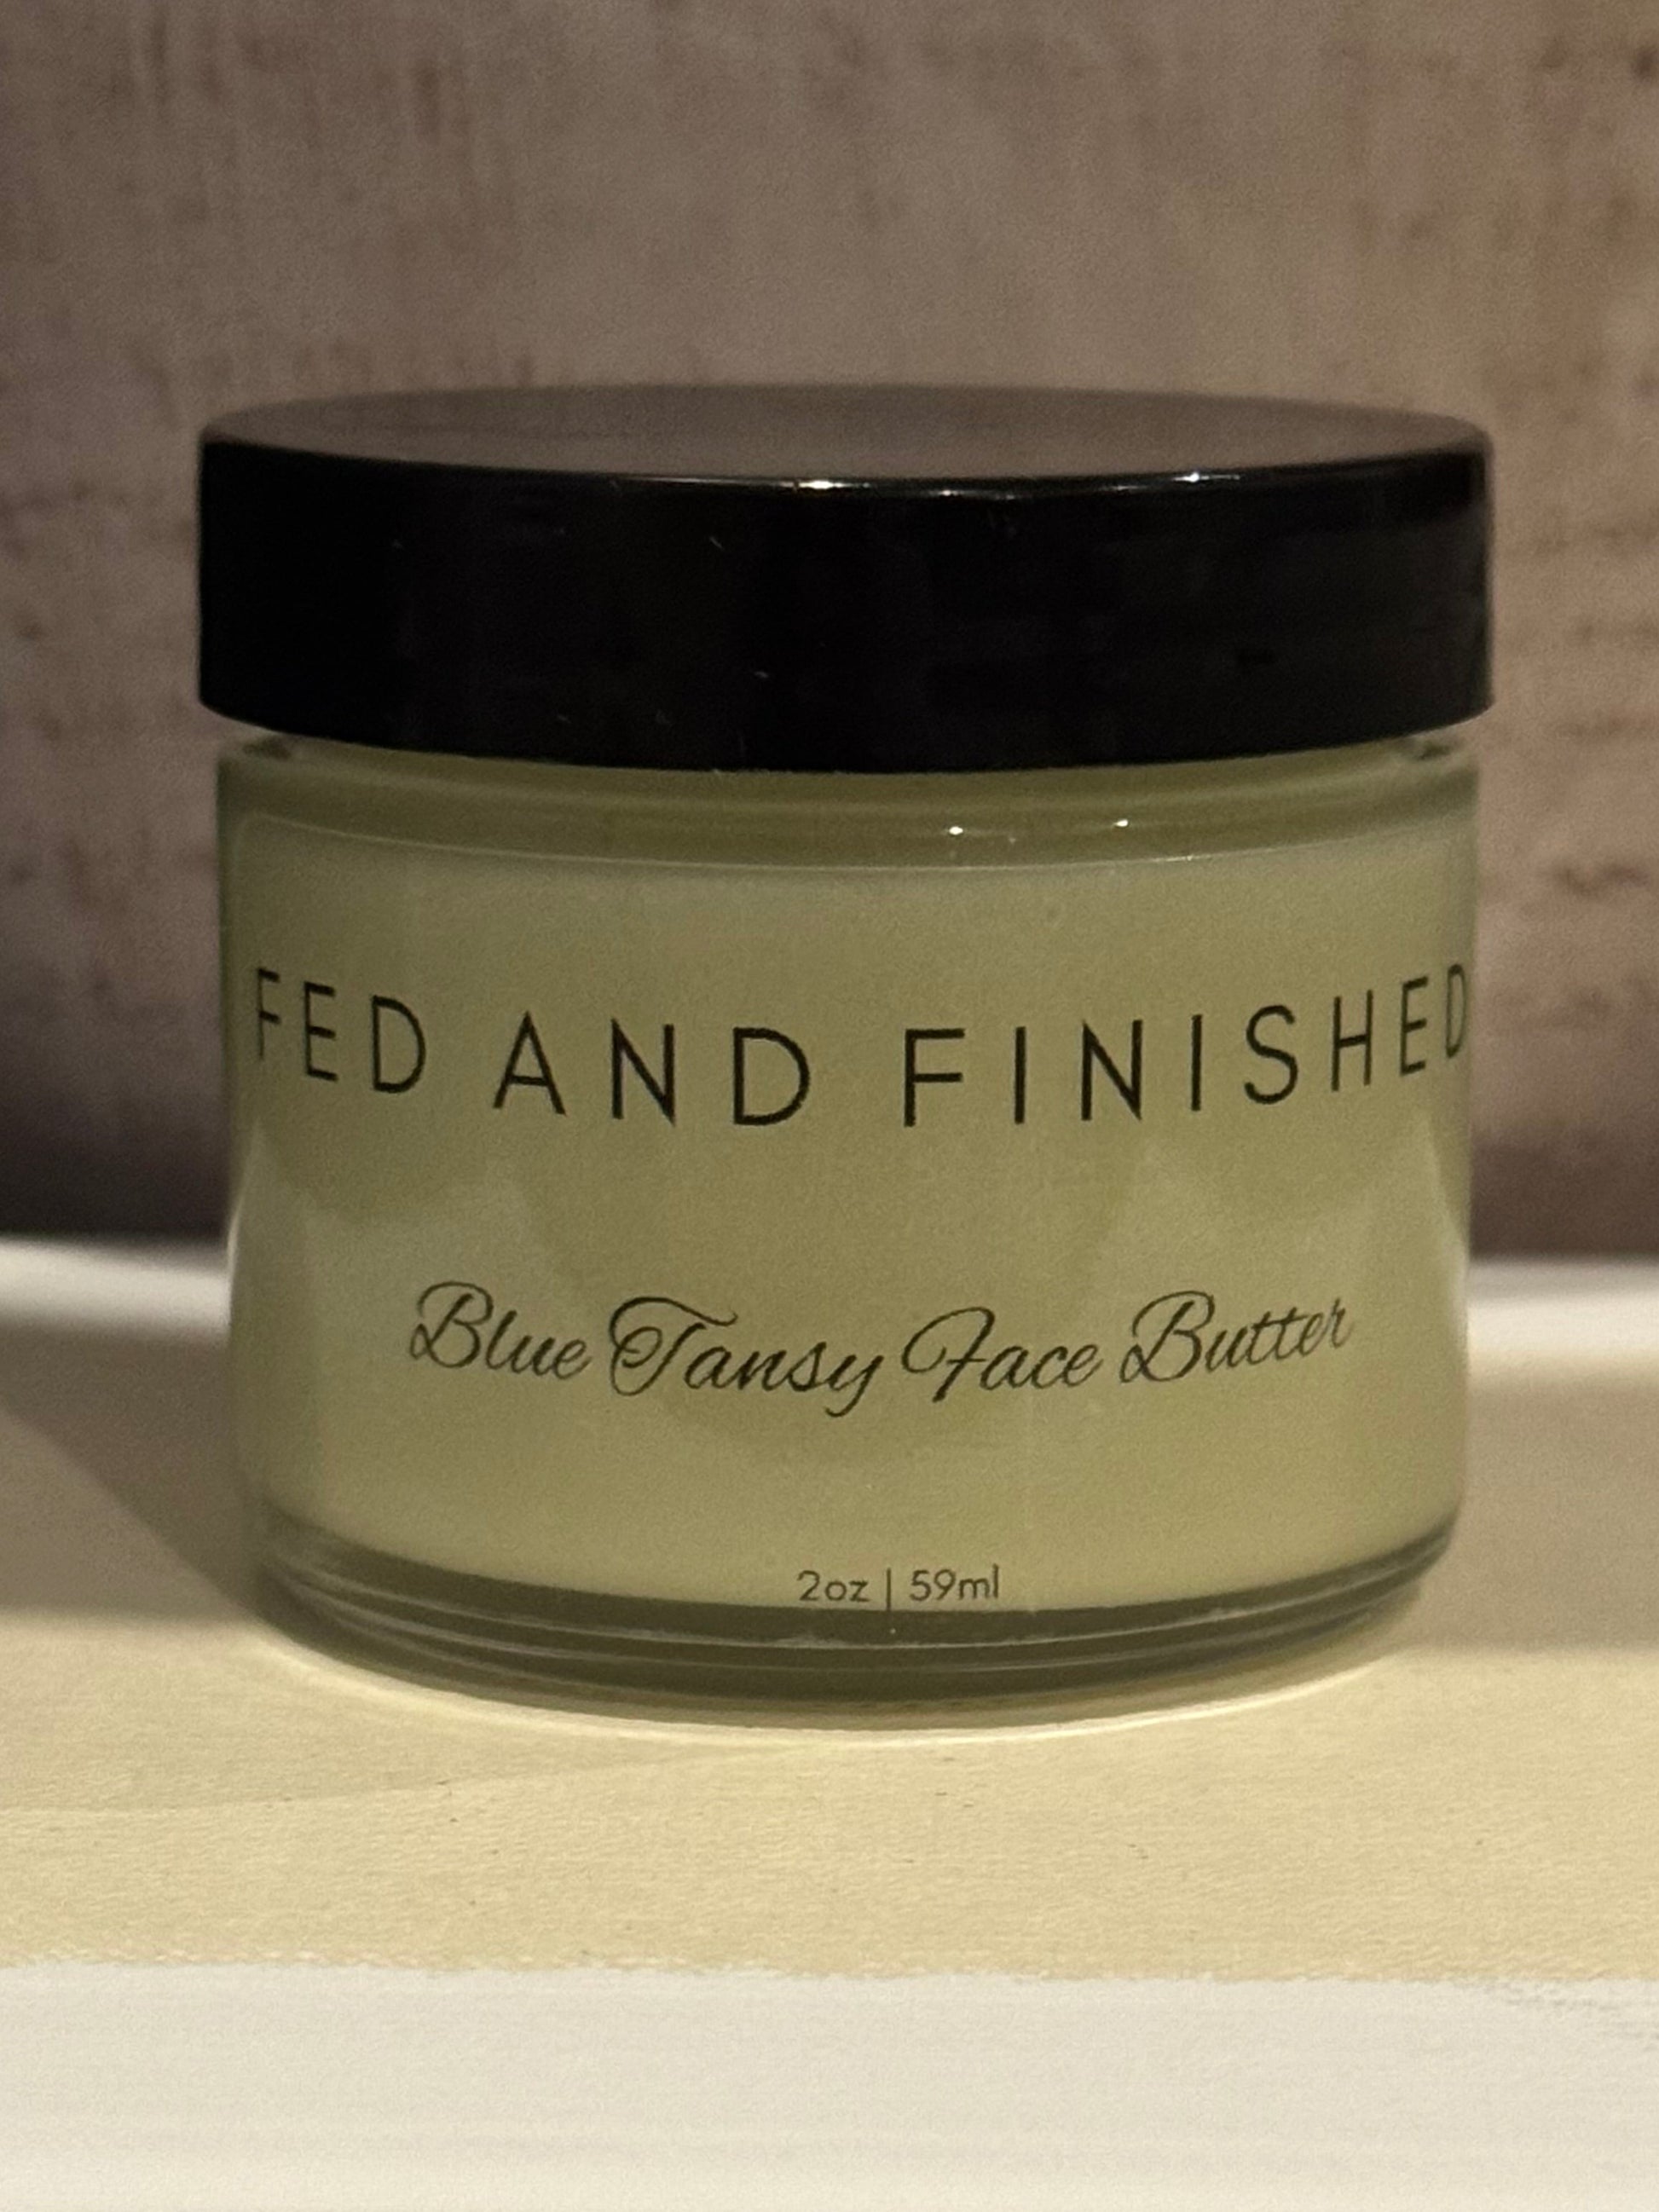 FED AND FINISHED
Blue Tansy Face Butter
2oz | 59ml